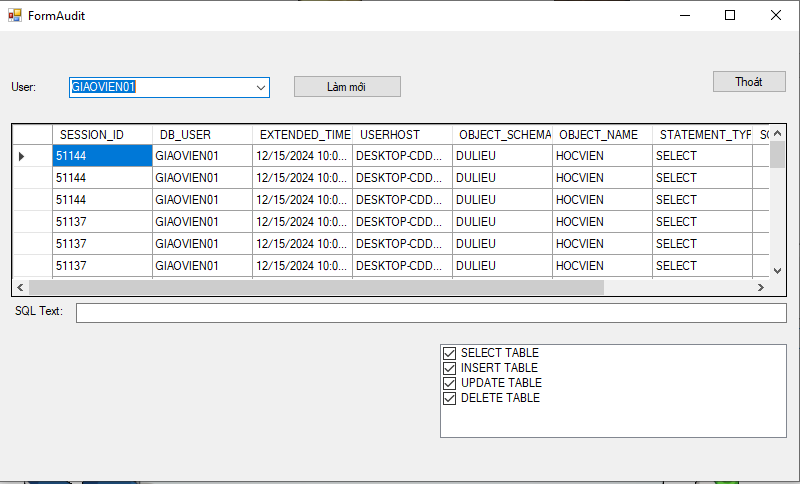 FormAudit
User: GIAOVIEN01 Làm mới Thoát
SESSION_ID DB_USER EXTENDED_TIME USERHOST OBJECT_SCHEMA OBJECT_NAME STATEMENT_TYP
51144 GIAOVIEN01 12/15/2024 10:0... DESKTOP-CDD... DULIEU HOCVIEN SELECT
51144 GIAOVIEN01 12/15/2024 10:0... DESKTOP-CDD... DULIEU HOCVIEN SELECT
51144 GIAOVIEN01 12/15/2024 10:0... DESKTOP-CDD... DULIEU HOCVIEN SELECT
51137 GIAOVIEN01 12/15/2024 10:0... DESKTOP-CDD... DULIEU HOCVIEN SELECT
51137 GIAOVIEN01 12/15/2024 10:0... DESKTOP-CDD... DULIEU HOCVIEN SELECT
51137 GIAOVIEN01 12/15/2024 10:0... DESKTOP-CDD... DULIEU HOCVIEN SELECT
SQL Text:
SELECT TABLE
INSERT TABLE
UPDATE TABLE
DELETE TABLE